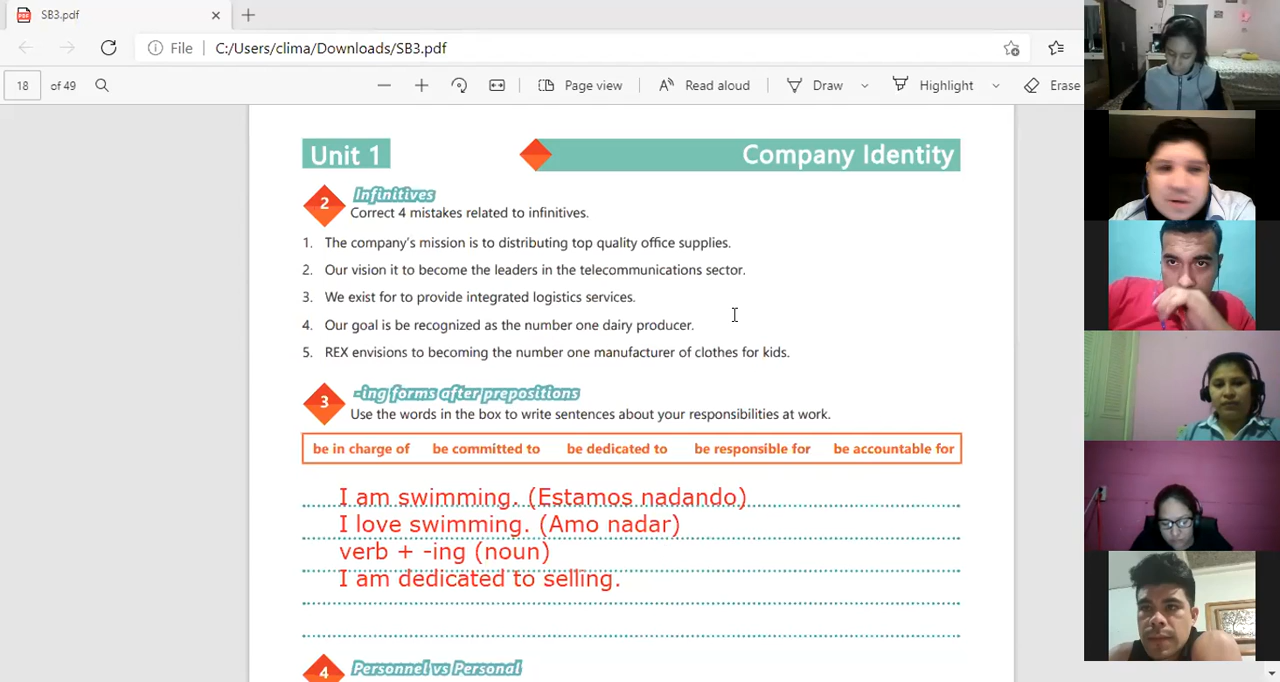 SB3.pdf
File C:/Users/clima/Downloads/SB3.pdf
18 of 49 Page view Read aloud Draw Highlight Erase
Unit 1 Company Identity
2 Infinitives
Correct 4 mistakes related to infinitives.
1. The company's mission is to distributing top quality office supplies.
2. Our vision it to become the leaders in the telecommunications sector.
3. We exist for to provide integrated logistics services.
4. Our goal is be recognized as the number one dairy producer.
5. REX envisions to becoming the number one manufacturer of clothes for kids.
3 -ing forms after prepositions
Use the words in the box to write sentences about your responsibilities at work.
be in charge of be committed to be dedicated to be responsible for be accountable for
I am swimming. (Estamos nadando)
I love swimming. (Amo nadar)
verb + -ing (noun)
I am dedicated to selling.
4 Personnel vs Personal